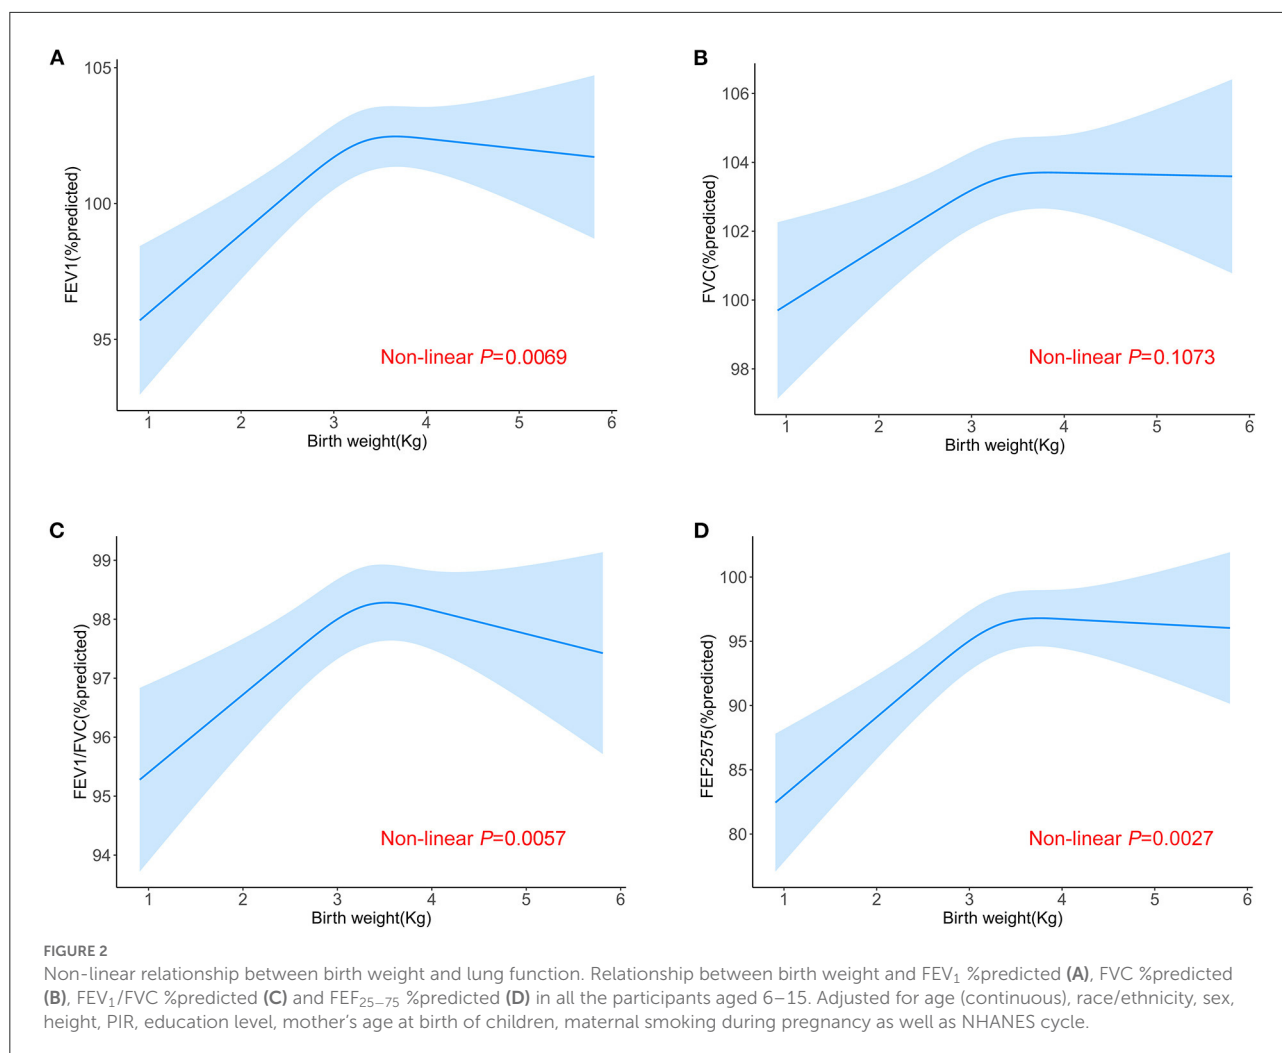 A
FEV1(%predicted)
105
100
95
Non-linear P=0.0069
1 2 3 4 5 6
Birth weight(Kg)
B
FVC(%predicted)
106
104
102
100
98
Non-linear P=0.1073
1 2 3 4 5 6
Birth weight(Kg)
C
FEV1/FVC(%predicted)
99
98
97
96
95
94
Non-linear P=0.0057
1 2 3 4 5 6
Birth weight(Kg)
D
FEF2575(%predicted)
100
95
90
85
80
Non-linear P=0.0027
1 2 3 4 5 6
Birth weight(Kg)
FIGURE 2
Non-linear relationship between birth weight and lung function. Relationship between birth weight and FEV₁ %predicted (A), FVC %predicted
(B), FEV₁/FVC %predicted (C) and FEF₂₅₋₇₅ %predicted (D) in all the participants aged 6–15. Adjusted for age (continuous), race/ethnicity, sex,
height, PIR, education level, mother's age at birth of children, maternal smoking during pregnancy as well as NHANES cycle.